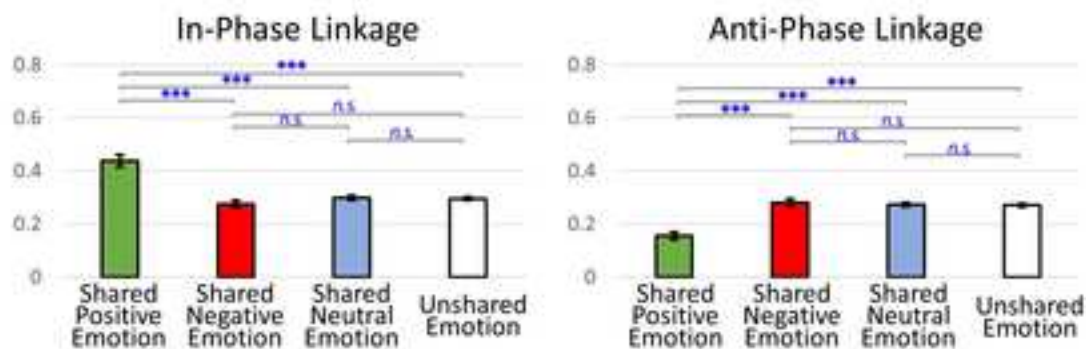 In-Phase Linkage
0.8
0.6
0.4
0.2
0
***
***
***
n.s
n.s
n.s
Shared
Positive
Emotion
Shared
Negative
Emotion
Shared
Neutral
Emotion
Unshared
Emotion
Anti-Phase Linkage
0.8
0.6
0.4
0.2
0
***
***
***
n.s
n.s
n.s
Shared
Positive
Emotion
Shared
Negative
Emotion
Shared
Neutral
Emotion
Unshared
Emotion